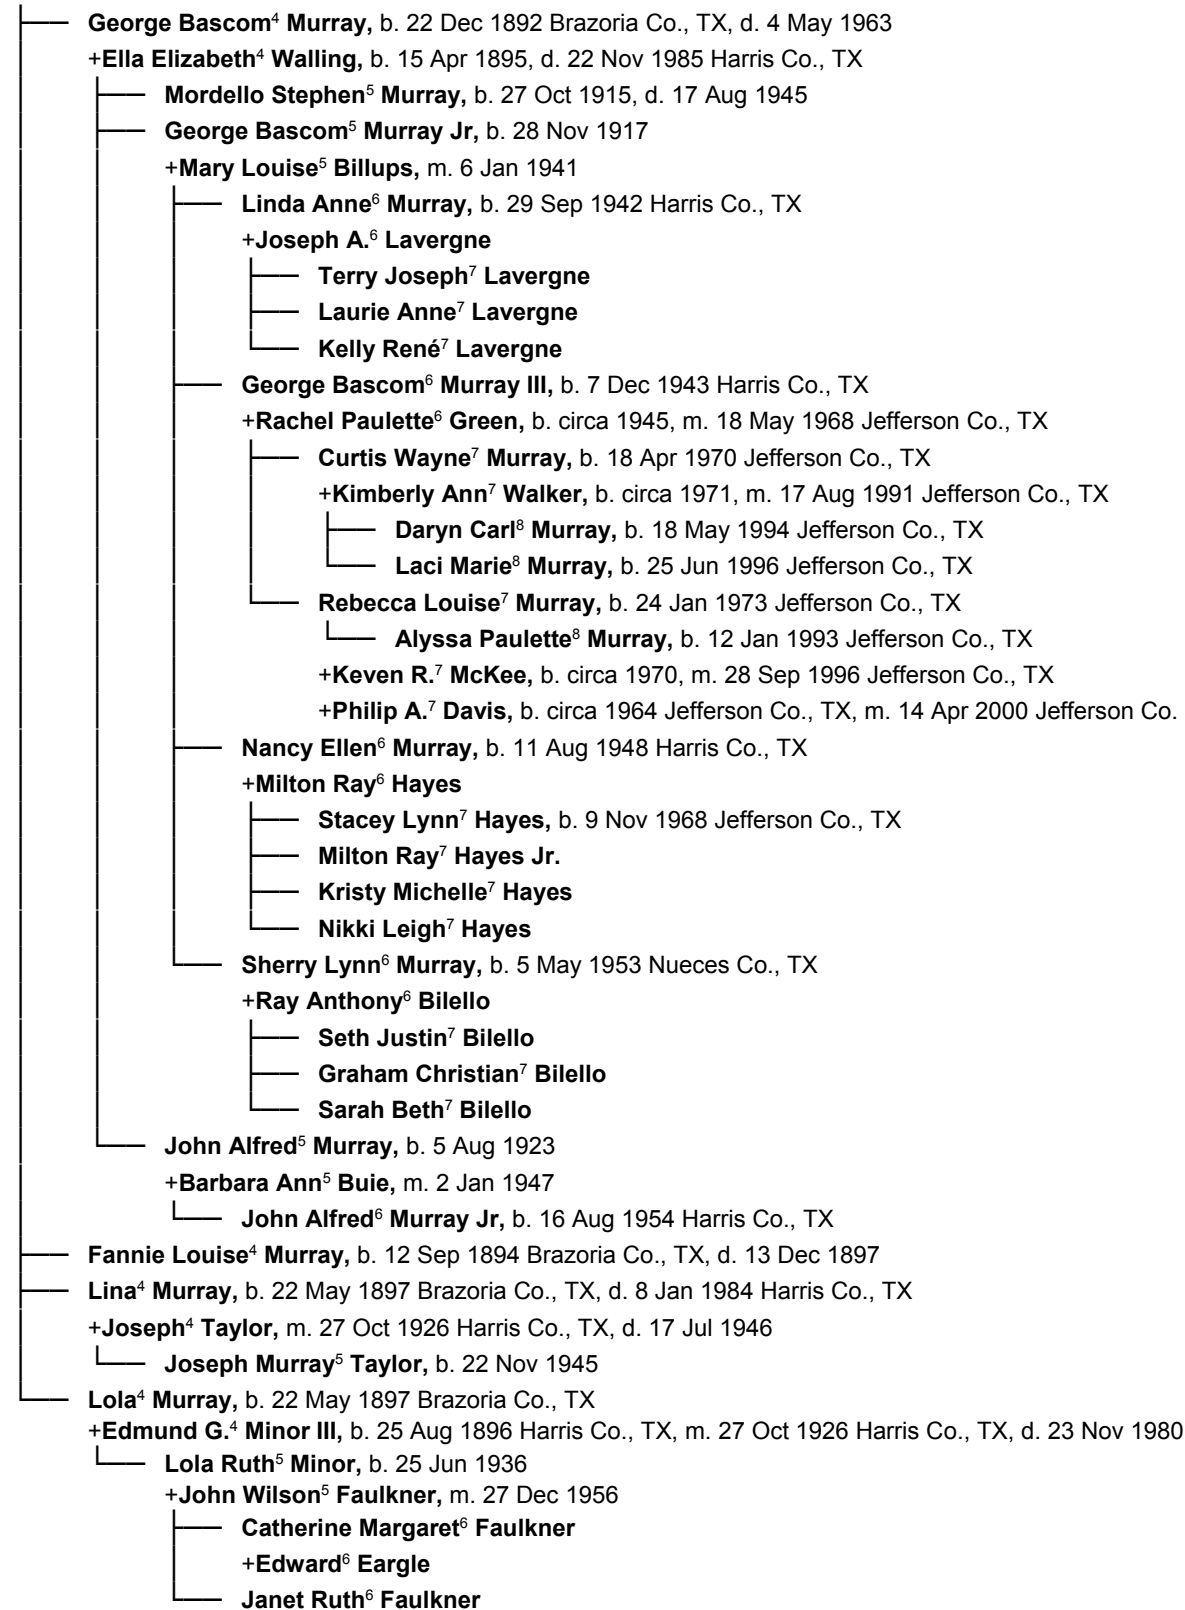 George Bascom⁴ Murray, b. 22 Dec 1892 Brazoria Co., TX, d. 4 May 1963
+Ella Elizabeth⁴ Walling, b. 15 Apr 1895, d. 22 Nov 1985 Harris Co., TX
Mordello Stephen⁵ Murray, b. 27 Oct 1915, d. 17 Aug 1945
George Bascom⁵ Murray Jr, b. 28 Nov 1917
+Mary Louise⁵ Billups, m. 6 Jan 1941
Linda Anne⁶ Murray, b. 29 Sep 1942 Harris Co., TX
+Joseph A.⁶ Lavergne
Terry Joseph⁷ Lavergne
Laurie Anne⁷ Lavergne
Kelly René⁷ Lavergne
George Bascom⁶ Murray III, b. 7 Dec 1943 Harris Co., TX
+Rachel Paulette⁶ Green, b. circa 1945, m. 18 May 1968 Jefferson Co., TX
Curtis Wayne⁷ Murray, b. 18 Apr 1970 Jefferson Co., TX
+Kimberly Ann⁷ Walker, b. circa 1971, m. 17 Aug 1991 Jefferson Co., TX
Daryn Carl⁸ Murray, b. 18 May 1994 Jefferson Co., TX
Laci Marie⁸ Murray, b. 25 Jun 1996 Jefferson Co., TX
Rebecca Louise⁷ Murray, b. 24 Jan 1973 Jefferson Co., TX
Alyssa Paulette⁸ Murray, b. 12 Jan 1993 Jefferson Co., TX
+Keven R.⁷ McKee, b. circa 1970, m. 28 Sep 1996 Jefferson Co., TX
+Philip A.⁷ Davis, b. circa 1964 Jefferson Co., TX, m. 14 Apr 2000 Jefferson Co.
Nancy Ellen⁶ Murray, b. 11 Aug 1948 Harris Co., TX
+Milton Ray⁶ Hayes
Stacey Lynn⁷ Hayes, b. 9 Nov 1968 Jefferson Co., TX
Milton Ray⁷ Hayes Jr.
Kristy Michelle⁷ Hayes
Nikki Leigh⁷ Hayes
Sherry Lynn⁶ Murray, b. 5 May 1953 Nueces Co., TX
+Ray Anthony⁶ Bilello
Seth Justin⁷ Bilello
Graham Christian⁷ Bilello
Sarah Beth⁷ Bilello
John Alfred⁵ Murray, b. 5 Aug 1923
+Barbara Ann⁵ Buie, m. 2 Jan 1947
John Alfred⁶ Murray Jr, b. 16 Aug 1954 Harris Co., TX
Fannie Louise⁴ Murray, b. 12 Sep 1894 Brazoria Co., TX, d. 13 Dec 1897
Lina⁴ Murray, b. 22 May 1897 Brazoria Co., TX, d. 8 Jan 1984 Harris Co., TX
+Joseph⁴ Taylor, m. 27 Oct 1926 Harris Co., TX, d. 17 Jul 1946
Joseph Murray⁵ Taylor, b. 22 Nov 1945
Lola⁴ Murray, b. 22 May 1897 Brazoria Co., TX
+Edmund G.⁴ Minor III, b. 25 Aug 1896 Harris Co., TX, m. 27 Oct 1926 Harris Co., TX, d. 23 Nov 1980
Lola Ruth⁵ Minor, b. 25 Jun 1936
+John Wilson⁵ Faulkner, m. 27 Dec 1956
Catherine Margaret⁶ Faulkner
+Edward⁶ Eargle
Janet Ruth⁶ Faulkner